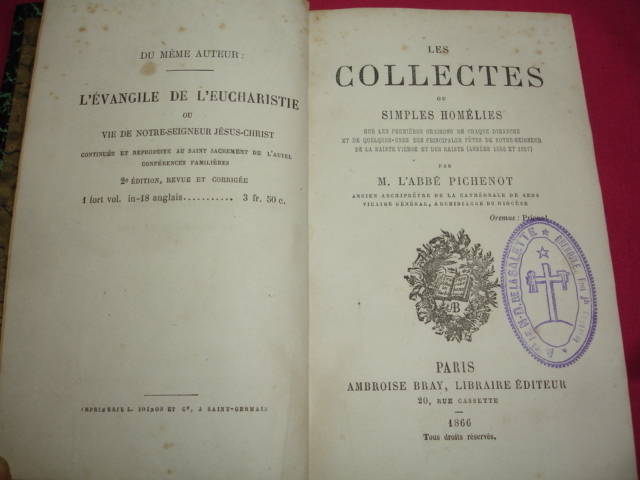 DU MÊME AUTEUR:
L'ÉVANGILE DE L'EUCHARISTIE
OU
VIE DE NOTRE-SEIGNEUR JÉSUS-CHRIST
CONTINUÉE ET REPRODUITE AU SAINT SACREMENT DE L'AUTEL
CONFÉRENCES FAMILIÈRES
2e ÉDITION, REVUE ET CORRIGÉE
1 fort vol. in-18 anglais........... 3 fr. 50 c.
IMPRIMERIE L. TOINON ET Ce, A SAINT-GERMAIN
LES
COLLECTES
OU
SIMPLES HOMÉLIES
SUR LES PREMIÈRES ORAISONS DE CHAQUE DIMANCHE
ET DE QUELQUES-UNES DES PRINCIPALES FÊTES DE NOTRE-SEIGNEUR
DE LA SAINTE VIERGE ET DES SAINTS (ANNÉES 1856 ET 1857)
PAR
M. L'ABBÉ PICHENOT
ANCIEN ARCHIPRÊTRE DE LA CATHÉDRALE DE SENS
VICAIRE GÉNÉRAL, ARCHIDIACRE DU DIOCÈSE
Oremus: Prions!
AB
N.D. DE LA SALETTE GRENOBLE
PARIS
AMBROISE BRAY, LIBRAIRE ÉDITEUR
20, RUE CASSETTE
1866
Tous droits réservés.